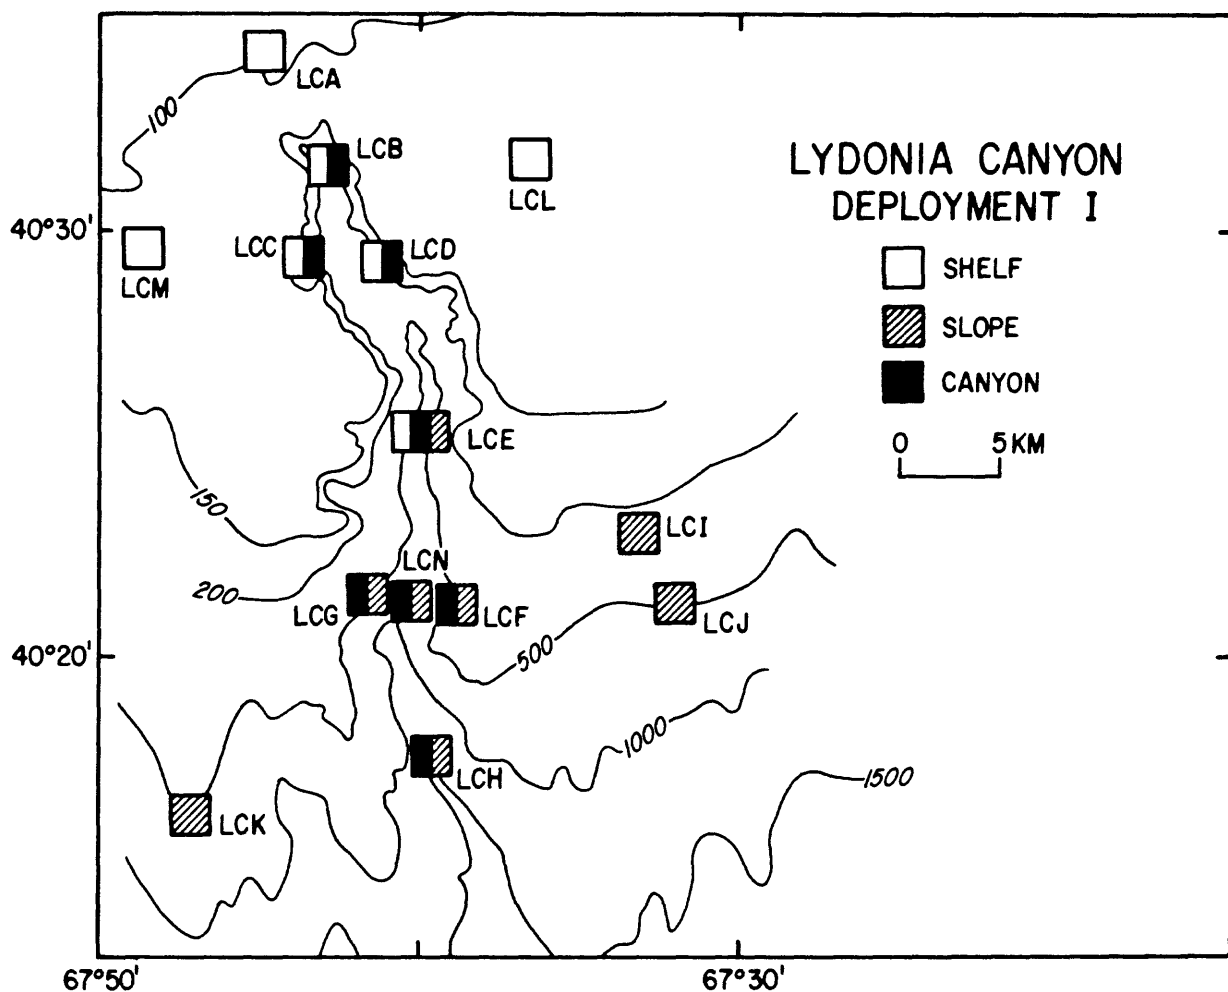 LCA
100
LCB
LYDONIA CANYON
DEPLOYMENT I
LCL
40°30'
LCC
LCD
SHELF
LCM
SLOPE
CANYON
LCE
0 5 KM
150
LCI
LCN
200
LCG
LCF
LCJ
40°20'
500
1000
LCH
1500
LCK
67°50'
67°30'